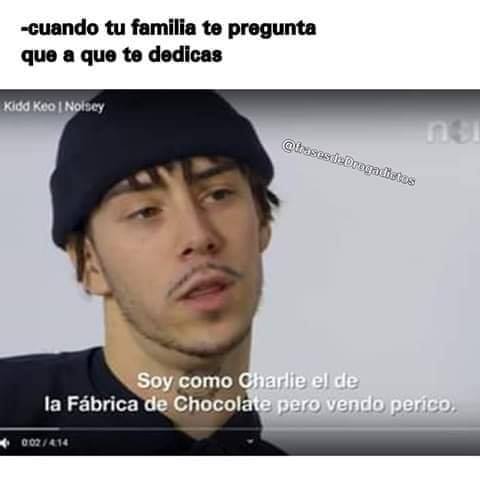 -cuando tu familia te pregunta
que a que te dedicas
Kidd Keo | Noisey
@frasesdeDrogadictos
Soy como Charlie el de
la Fábrica de Chocolate pero vendo perico.
0:02 / 4:14